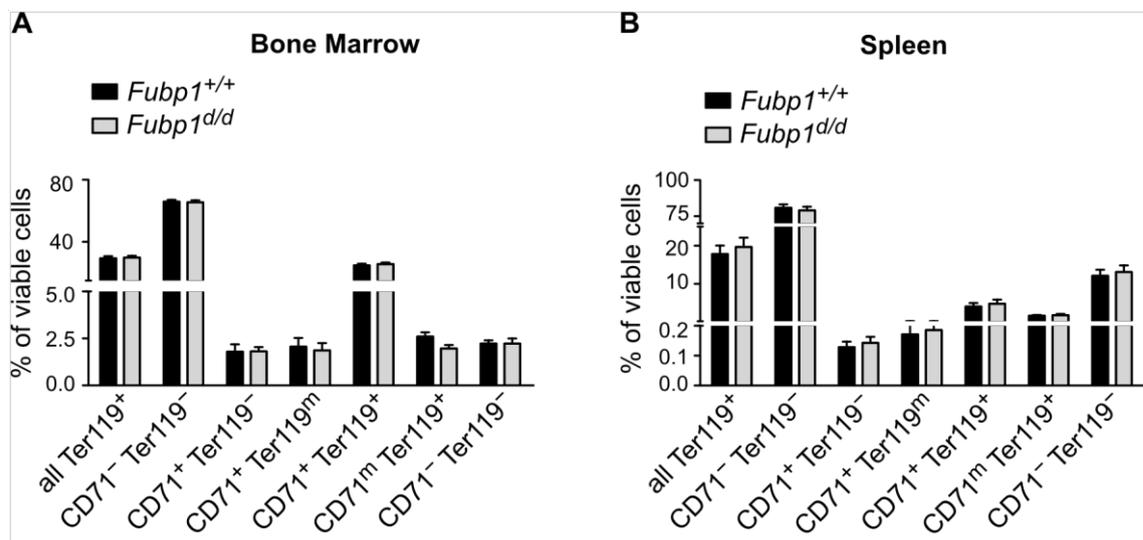 A
Bone Marrow
Fubp1+/+
Fubp1d/d
% of viable cells
80
40
5.0
2.5
0.0
all Ter119+
CD71− Ter119−
CD71+ Ter119−
CD71+ Ter119m
CD71+ Ter119+
CD71m Ter119+
CD71− Ter119−
B
Spleen
Fubp1+/+
Fubp1d/d
% of viable cells
100
75
20
10
0.2
0.1
0.0
all Ter119+
CD71− Ter119−
CD71+ Ter119−
CD71+ Ter119m
CD71+ Ter119+
CD71m Ter119+
CD71− Ter119−